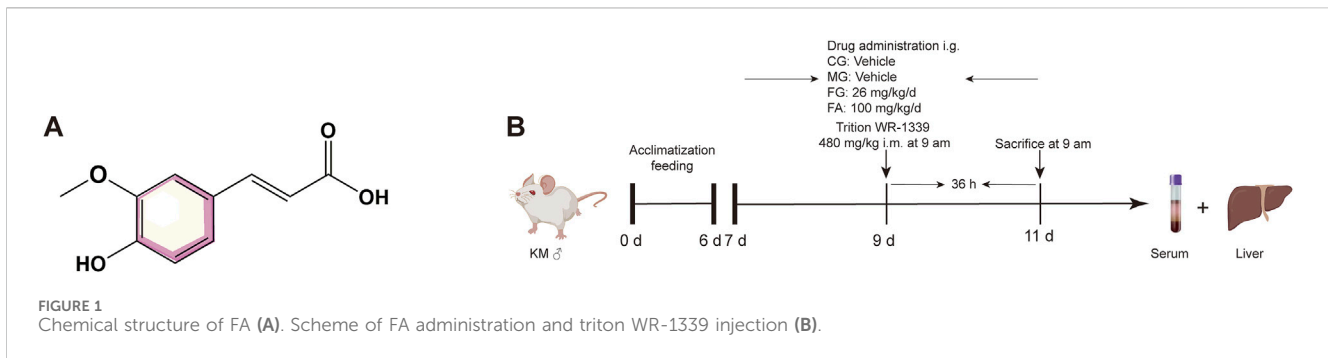 A
O
O
OH
HO
B
Drug administration i.g.
CG: Vehicle
MG: Vehicle
FG: 26 mg/kg/d
FA: 100 mg/kg/d
Trition WR-1339
480 mg/kg i.m. at 9 am
Sacrifice at 9 am
Acclimatization
feeding
36 h
KM ♂
0 d
6 d
7 d
9 d
11 d
+
Serum
Liver
FIGURE 1
Chemical structure of FA (A). Scheme of FA administration and triton WR-1339 injection (B).